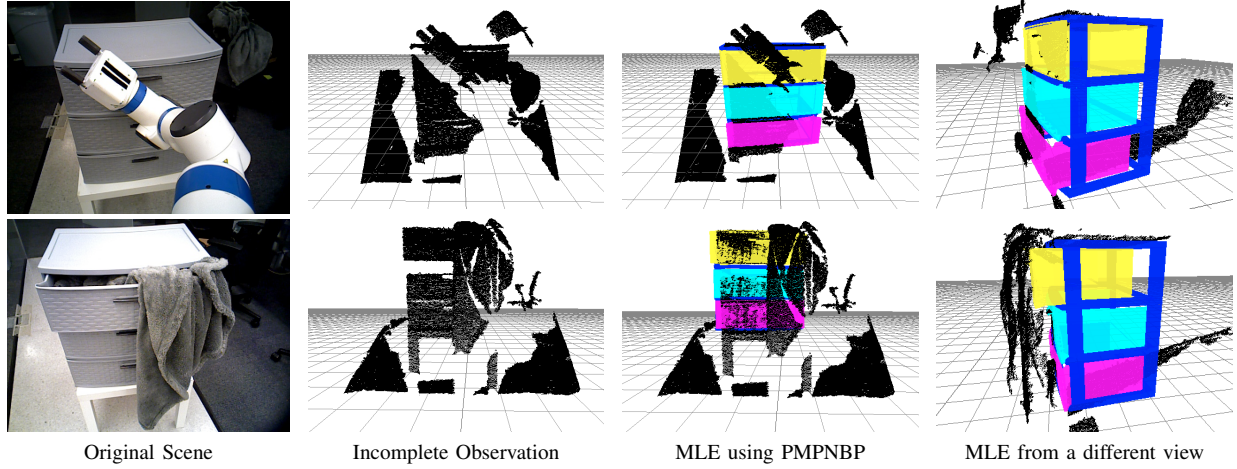 Original Scene
Incomplete Observation
MLE using PMPNBP
MLE from a different view